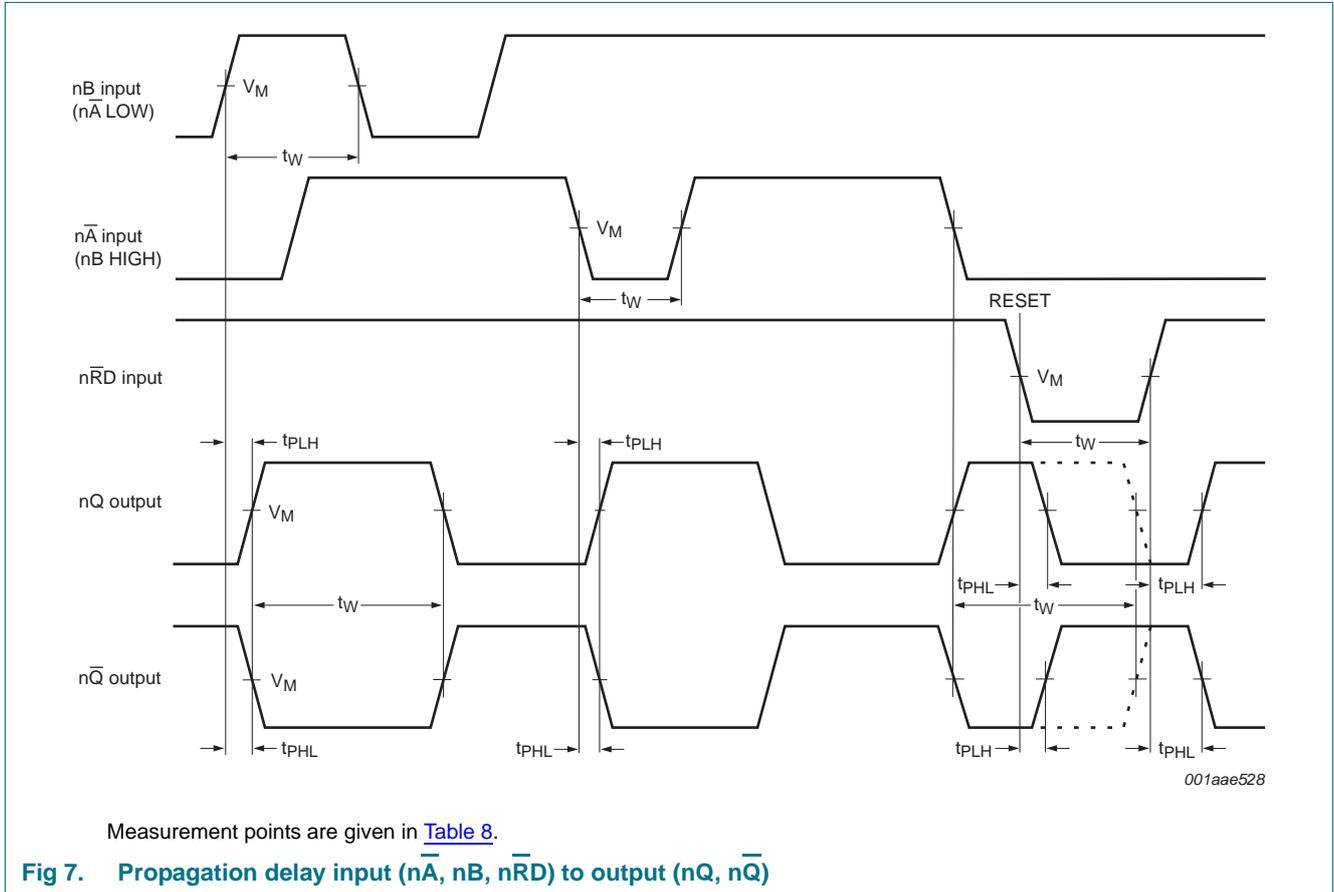 nB input
(nA̅ LOW)
VM
tW
nA̅ input
(nB HIGH)
VM
tW
RESET
nR̅D input
VM
tW
tPLH
tPLH
nQ output
VM
tPHL
tPLH
tW
tW
nQ̅ output
VM
tPHL
tPHL
tPLH
tPHL
001aae528
Measurement points are given in Table 8.
Fig 7. Propagation delay input (nA̅, nB, nR̅D) to output (nQ, nQ̅)